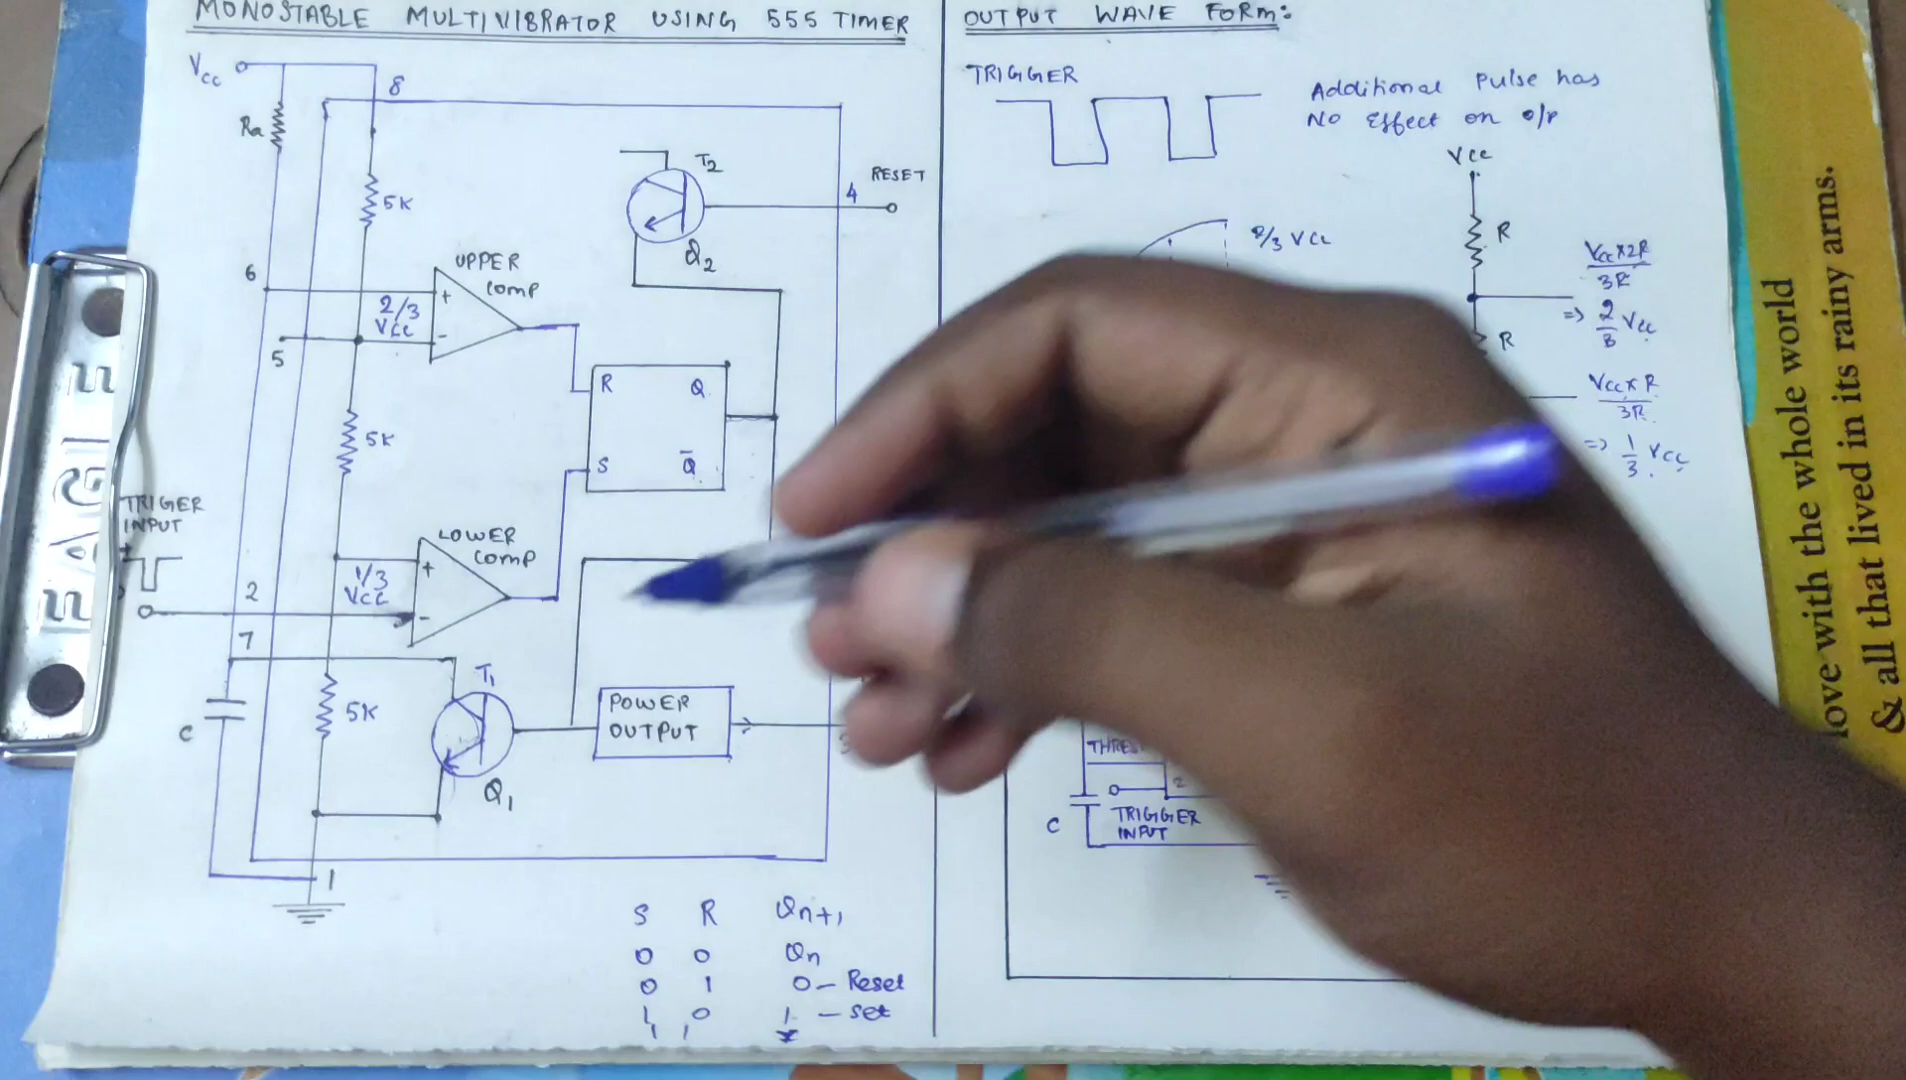 MONOSTABLE MULTIVIBRATOR USING 555 TIMER
Vcc
8
Ra
5K
T2
Q2
4
RESET
6
UPPER
comp
+
2/3
Vcc
-
5
R
Q
S
Q̄
5K
TRIGER
INPUT
LOWER
comp
+
1/3
Vcc
2
-
7
T1
Q1
5K
C
POWER
OUTPUT
3
1
S R Qn+1
0 0 Qn
0 1 0 - Reset
1 0 1 - set
1 1 *
OUTPUT WAVE FORM:
TRIGGER
Additional Pulse has
No Effect on o/p
2/3 Vcc
Vcc
R
Vcc×2R
3R
=> 2/3 Vcc
R
Vcc×R
3R
=> 1/3 Vcc
2
TRIGGER
INPUT
C
EAGLE
love with the whole world
& all that lived in its rainy arms.